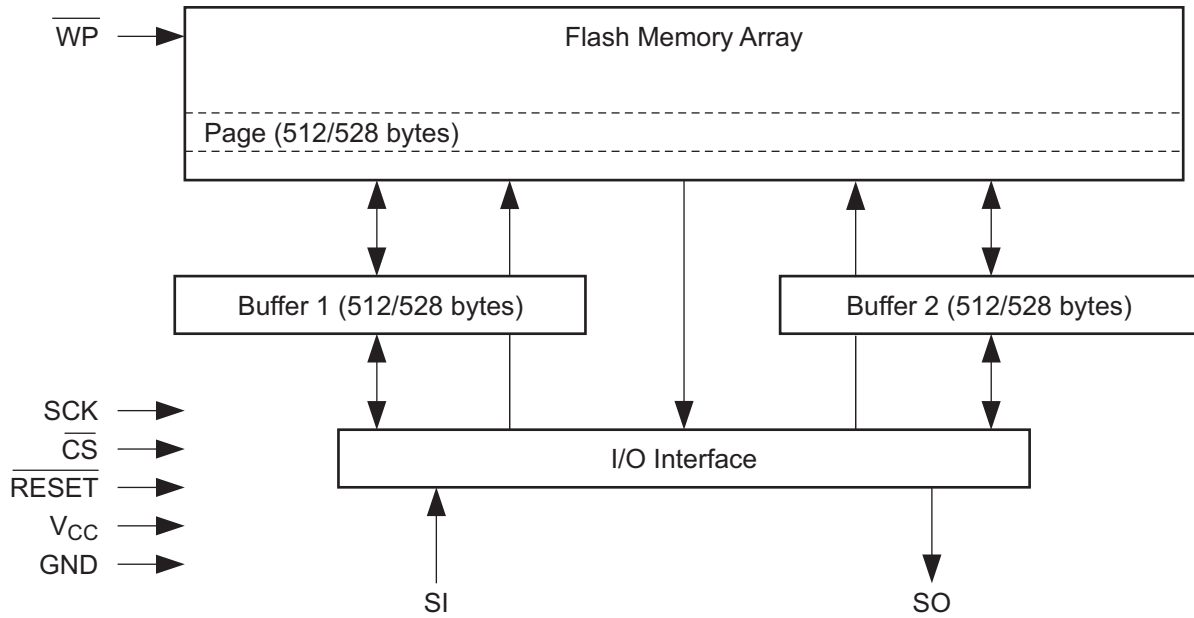 WP
Flash Memory Array
Page (512/528 bytes)
Buffer 1 (512/528 bytes)
Buffer 2 (512/528 bytes)
SCK
CS
I/O Interface
RESET
VCC
GND
SI
SO